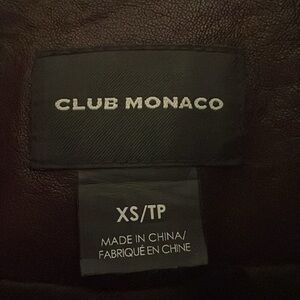 CLUB MONACO
XS/TP
MADE IN CHINA/
FABRIQUÉ EN CHINE